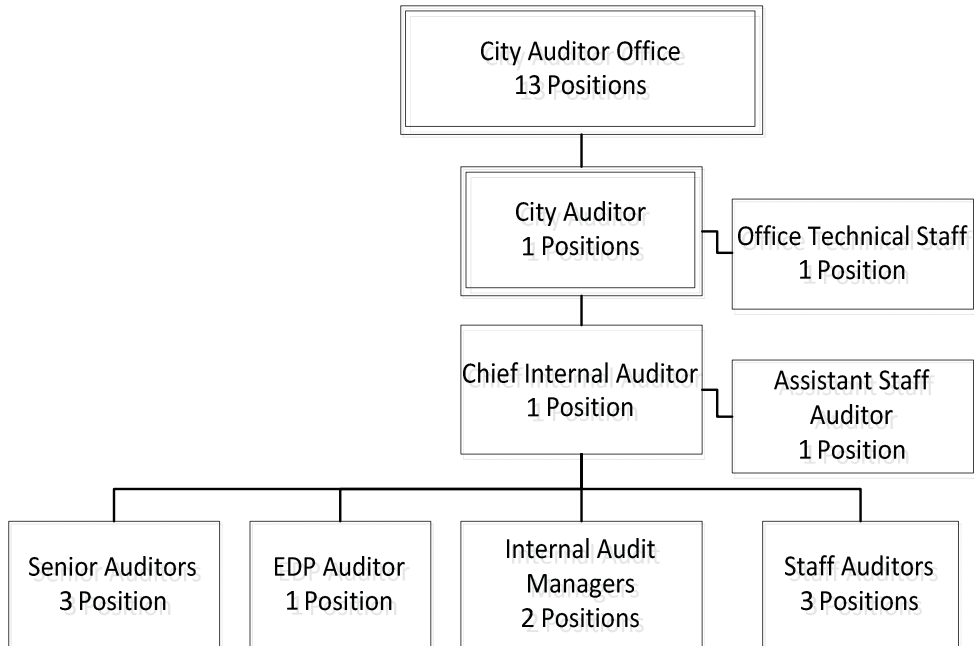 City Auditor Office
13 Positions
City Auditor
1 Positions
Office Technical Staff
1 Position
Chief Internal Auditor
1 Position
Assistant Staff
Auditor
1 Position
Senior Auditors
3 Position
EDP Auditor
1 Position
Internal Audit
Managers
2 Positions
Staff Auditors
3 Positions